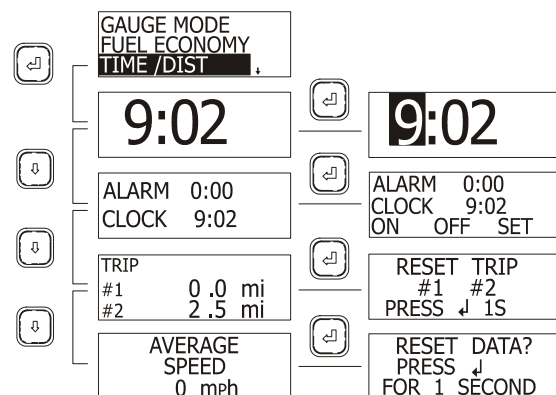 GAUGE MODE
FUEL ECONOMY
TIME /DIST
9:02
9:02
ALARM 0:00
CLOCK 9:02
ALARM 0:00
CLOCK 9:02
ON OFF SET
TRIP
#1 0.0 mi
#2 2.5 mi
RESET TRIP
#1 #2
PRESS ↲ 1S
AVERAGE
SPEED
0 mph
RESET DATA?
PRESS ↲
FOR 1 SECOND